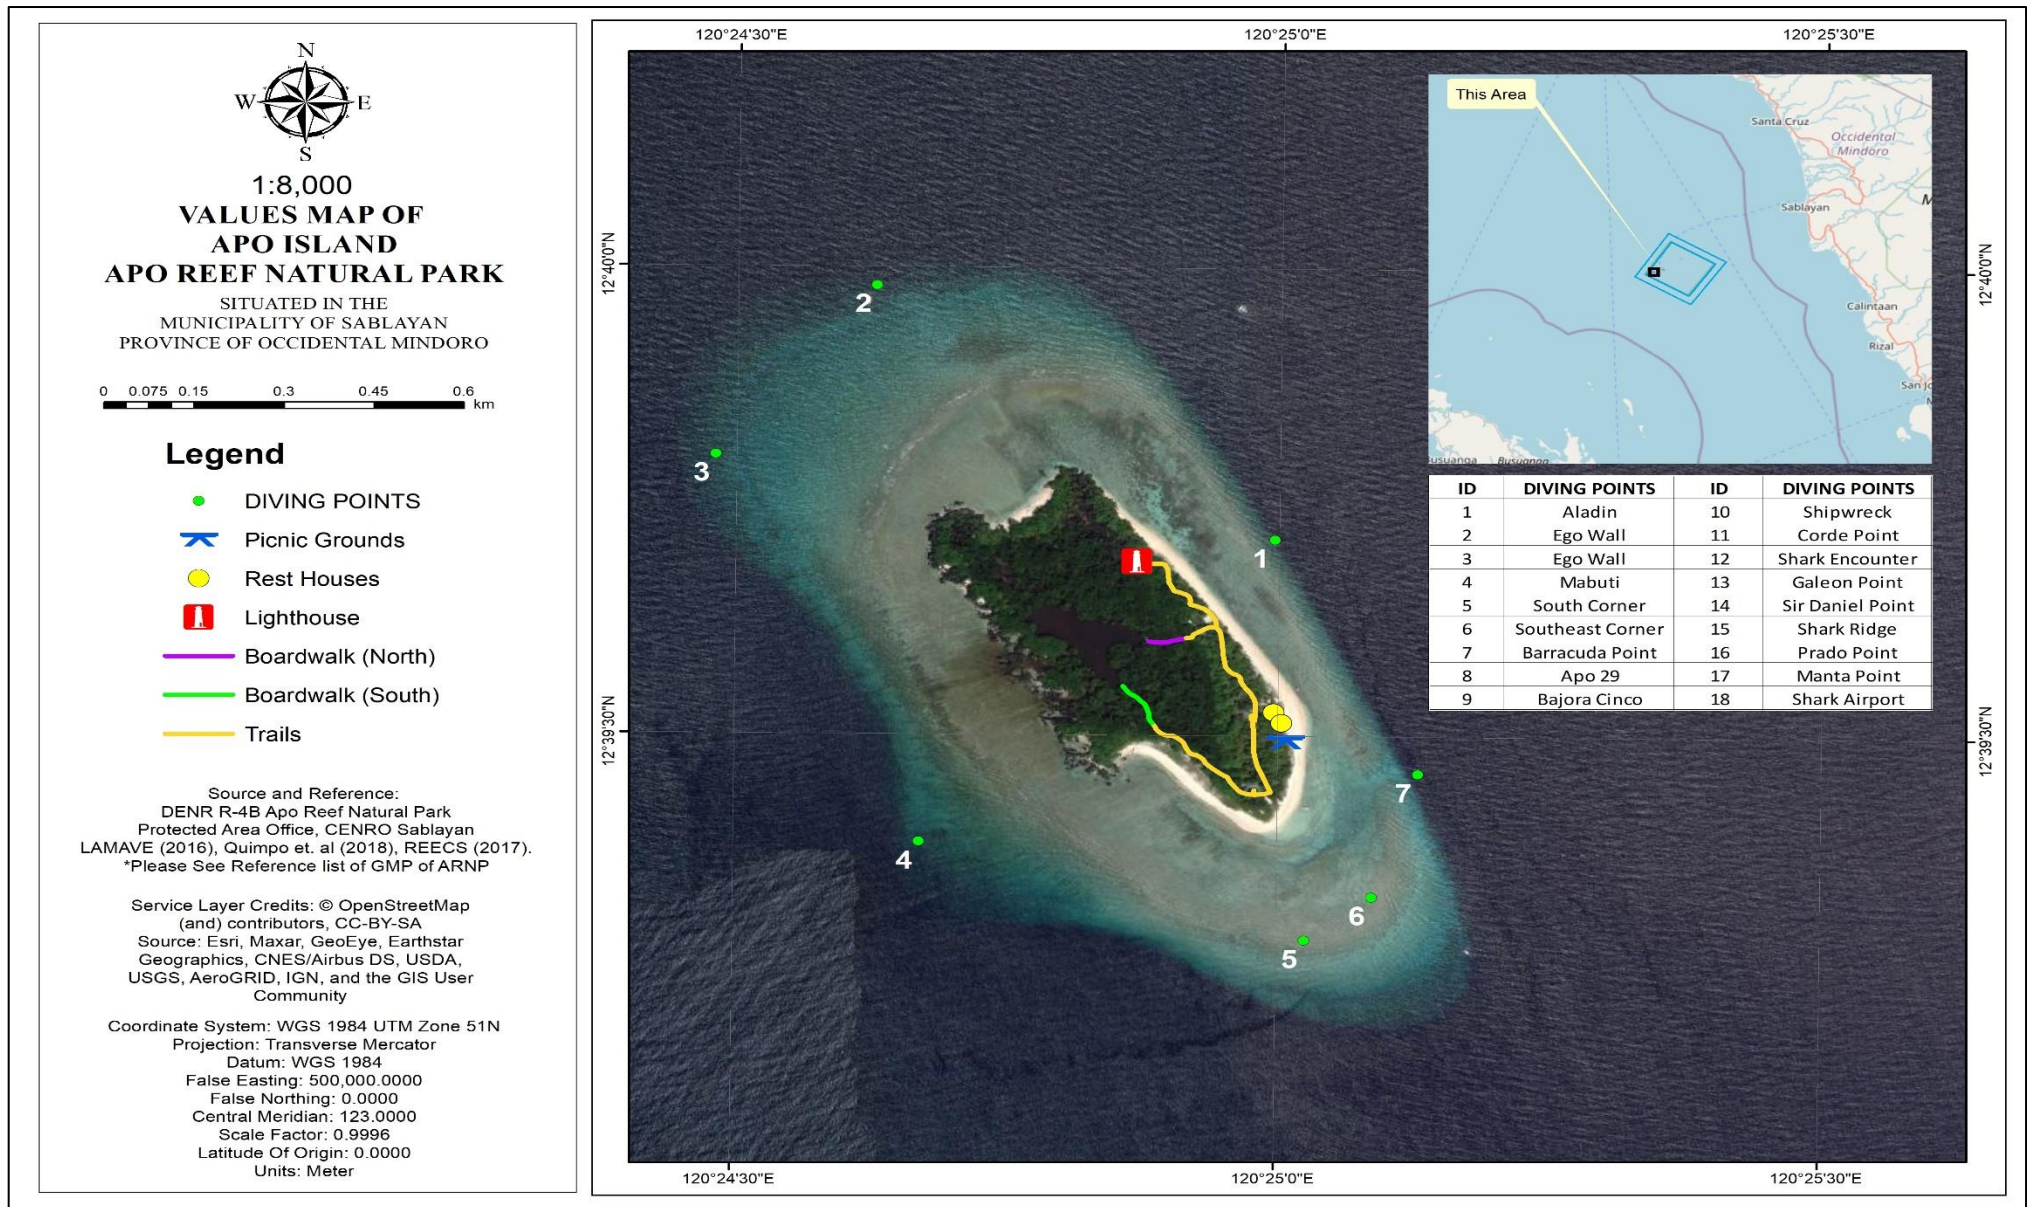 N
W E
S
1:8,000
VALUES MAP OF
APO ISLAND
APO REEF NATURAL PARK
SITUATED IN THE
MUNICIPALITY OF SABLAYAN
PROVINCE OF OCCIDENTAL MINDORO
0 0.075 0.15 0.3 0.45 0.6
km
Legend
DIVING POINTS
Picnic Grounds
Rest Houses
Lighthouse
Boardwalk (North)
Boardwalk (South)
Trails
Source and Reference:
DENR R-4B Apo Reef Natural Park
Protected Area Office, CENRO Sablayan
LAMAVE (2016), Quimpo et. al (2018), REECS (2017).
*Please See Reference list of GMP of ARNP
Service Layer Credits: © OpenStreetMap
(and) contributors, CC-BY-SA
Source: Esri, Maxar, GeoEye, Earthstar
Geographics, CNES/Airbus DS, USDA,
USGS, AeroGRID, IGN, and the GIS User
Community
Coordinate System: WGS 1984 UTM Zone 51N
Projection: Transverse Mercator
Datum: WGS 1984
False Easting: 500,000.0000
False Northing: 0.0000
Central Meridian: 123.0000
Scale Factor: 0.9996
Latitude Of Origin: 0.0000
Units: Meter
120°24'30"E 120°25'0"E 120°25'30"E
12°40'0"N
12°39'30"N
2
3
1
7
4
6
5
This Area
Santa Cruz
Occidental
Mindoro
M
Sablayan
Calintaan
Rizal
San Jo
M
Busuanga
Busuanga
ID DIVING POINTS ID DIVING POINTS
1 Aladin 10 Shipwreck
2 Ego Wall 11 Corde Point
3 Ego Wall 12 Shark Encounter
4 Mabuti 13 Galeon Point
5 South Corner 14 Sir Daniel Point
6 Southeast Corner 15 Shark Ridge
7 Barracuda Point 16 Prado Point
8 Apo 29 17 Manta Point
9 Bajora Cinco 18 Shark Airport
12°40'0"N
12°39'30"N
120°24'30"E 120°25'0"E 120°25'30"E